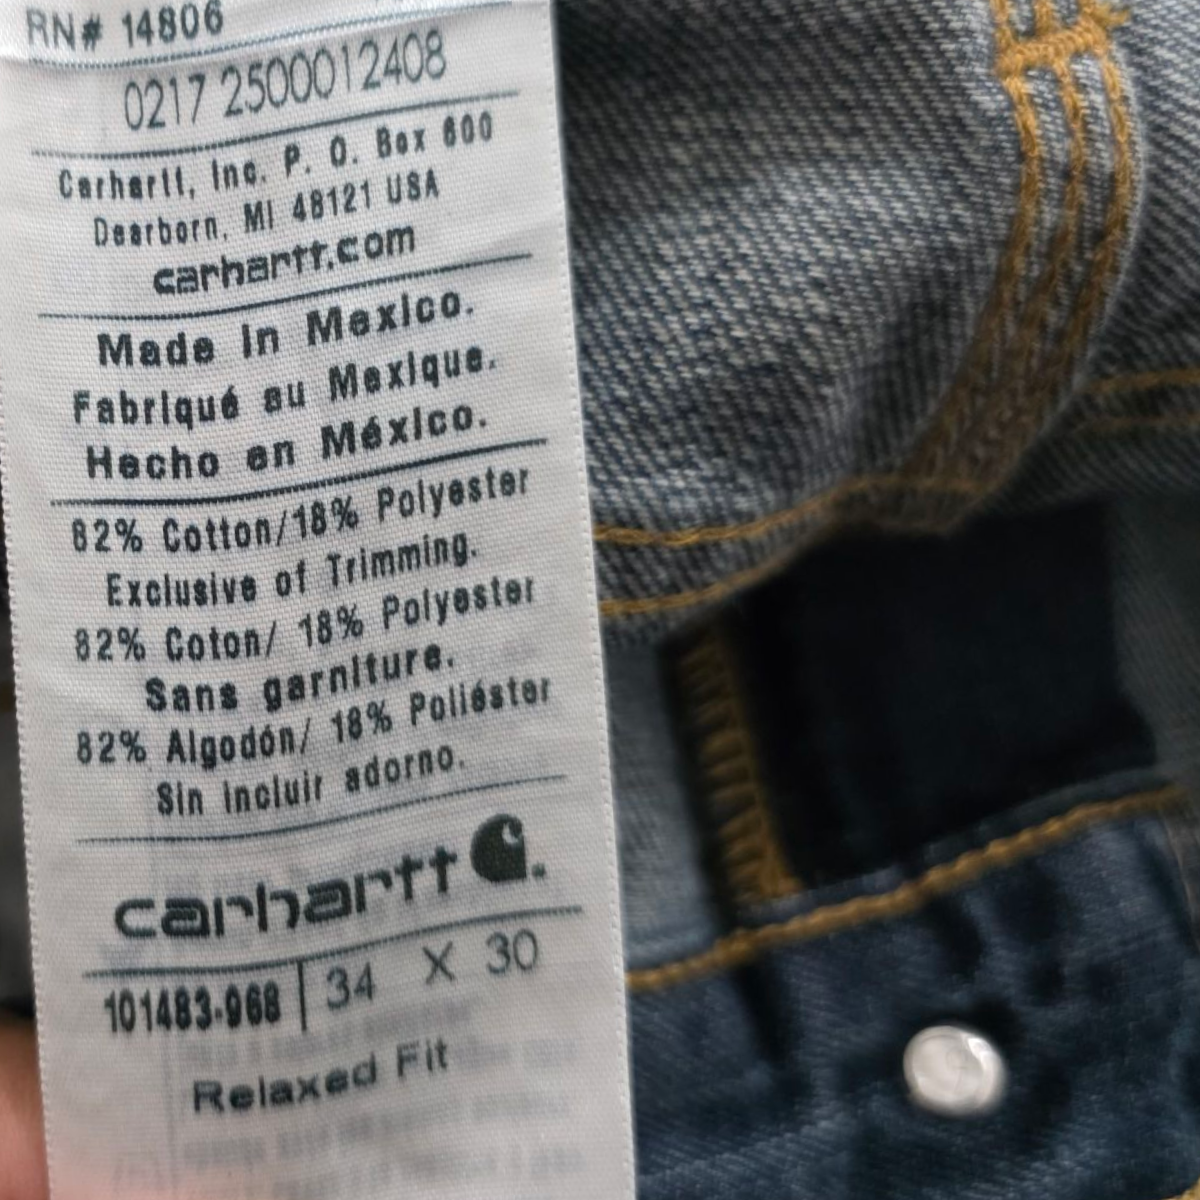 RN# 14806
0217 2500012408
Carhartt, Inc. P. O. Box 600
Dearborn, MI 48121 USA
carhartt.com
Made in Mexico.
Fabriqué au Mexique.
Hecho en México.
82% Cotton/18% Polyester
Exclusive of Trimming.
82% Coton/ 18% Polyester
Sans garniture.
82% Algodón/ 18% Poliéster
Sin incluir adorno.
carhartt
101483-968 | 34 X 30
Relaxed Fit